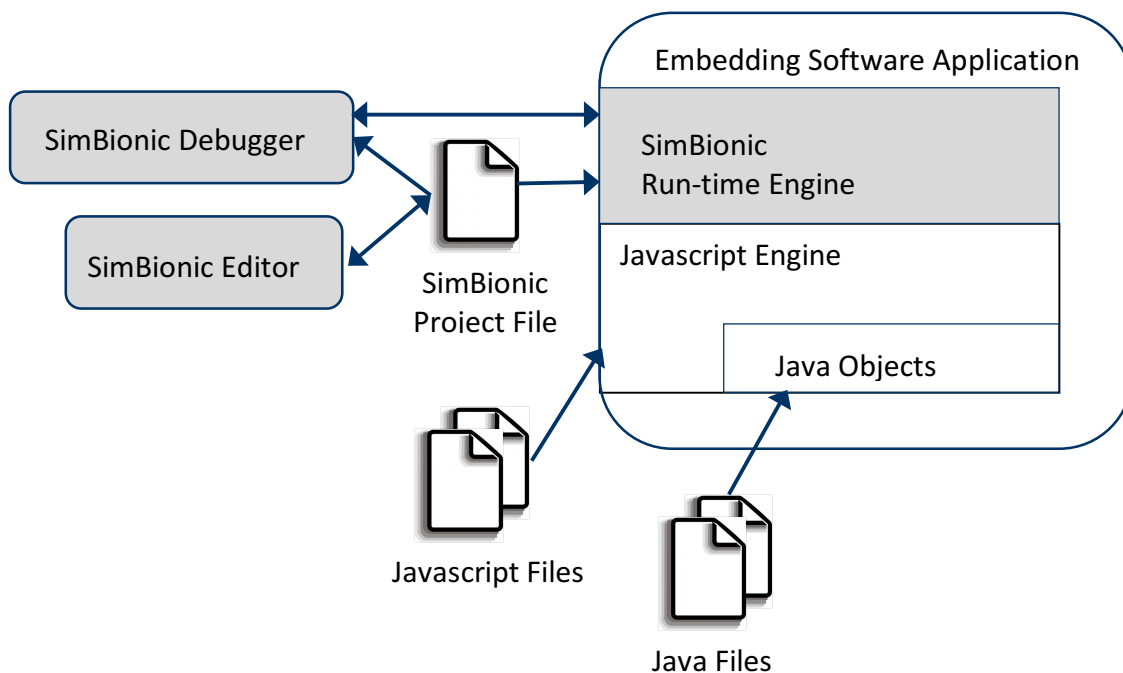 Embedding Software Application
SimBionic Debugger
SimBionic
Run-time Engine
SimBionic Editor
Javascript Engine
SimBionic
Project File
Java Objects
Javascript Files
Java Files